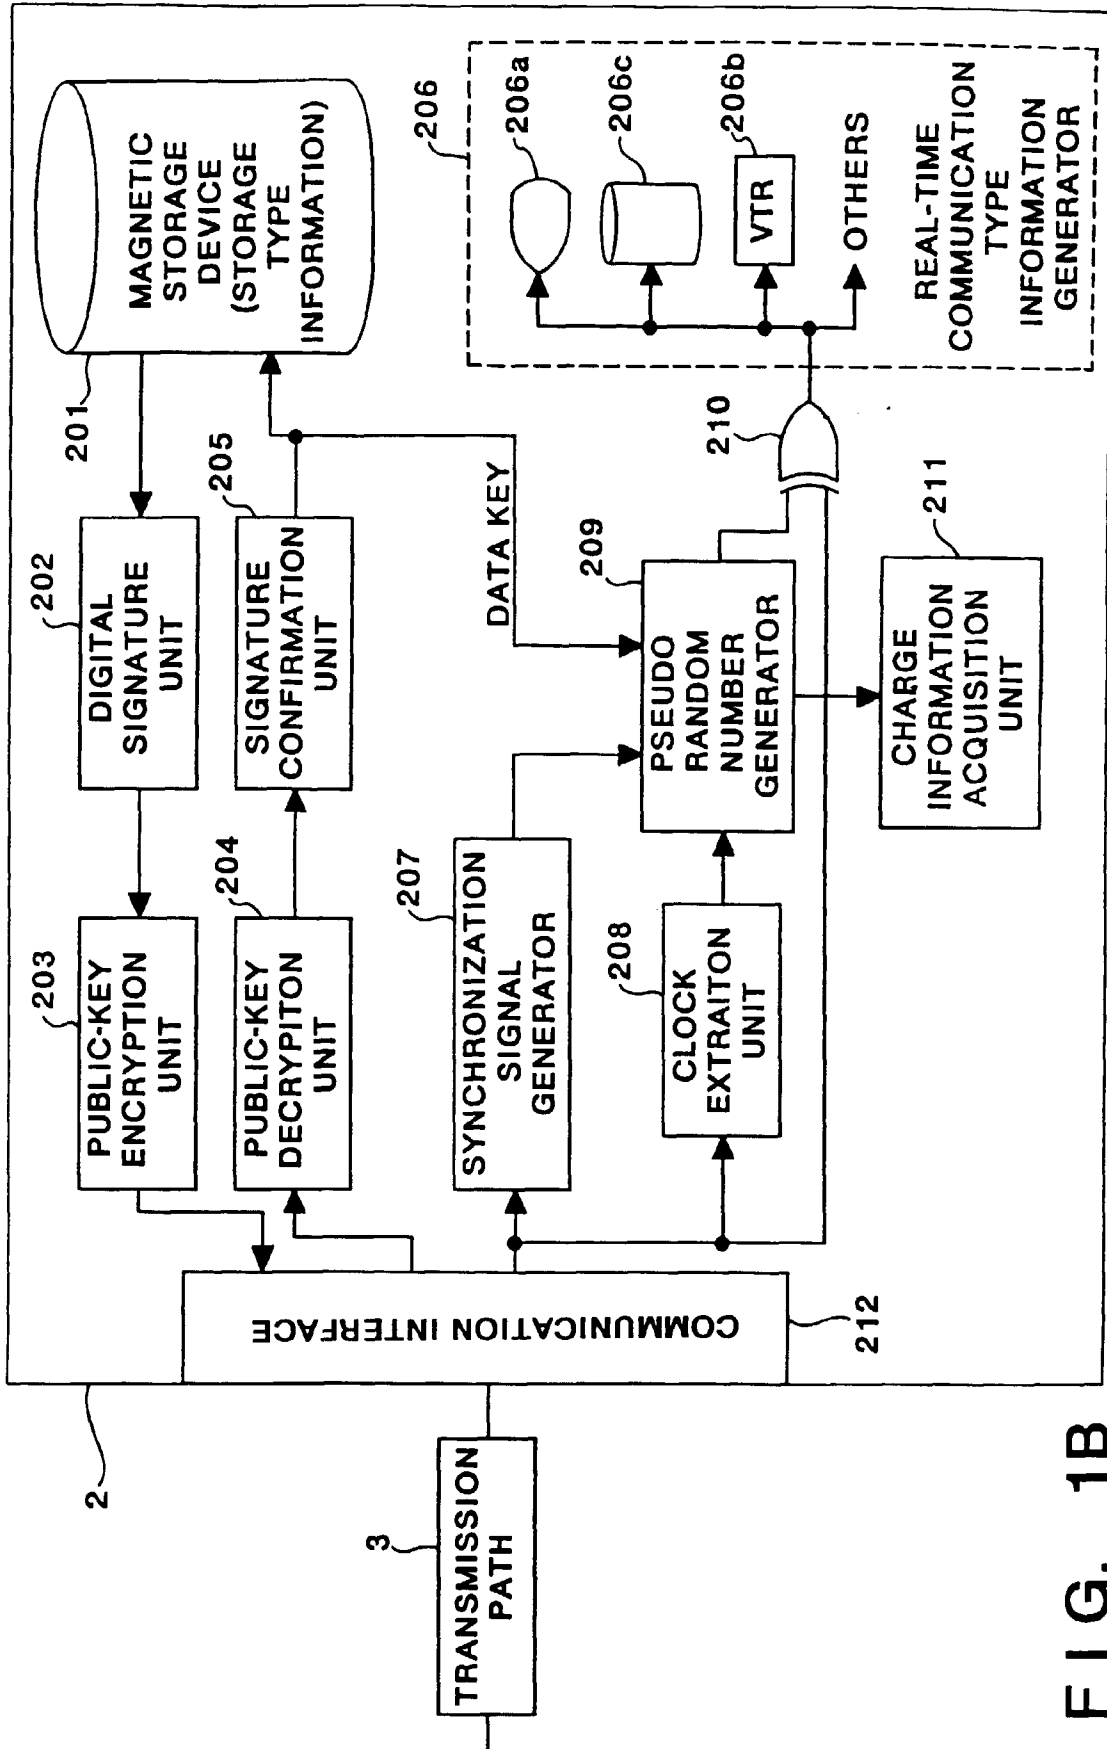 2
201
MAGNETIC
STORAGE
DEVICE
(STORAGE
TYPE
INFORMATION)
202
DIGITAL
SIGNATURE
UNIT
203
PUBLIC-KEY
ENCRYPTION
UNIT
204
PUBLIC-KEY
DECRYPITON
UNIT
205
SIGNATURE
CONFIRMATION
UNIT
DATA KEY
206
206a
206c
206b
VTR
OTHERS
REAL-TIME
COMMUNICATION
TYPE
INFORMATION
GENERATOR
207
SYNCHRONIZATION
SIGNAL
GENERATOR
208
CLOCK
EXTRAITON
UNIT
209
PSEUDO
RANDOM
NUMBER
GENERATOR
210
211
CHARGE
INFORMATION
ACQUISITION
UNIT
COMMUNICATION INTERFACE
212
3
TRANSMISSION
PATH
FIG. 1B